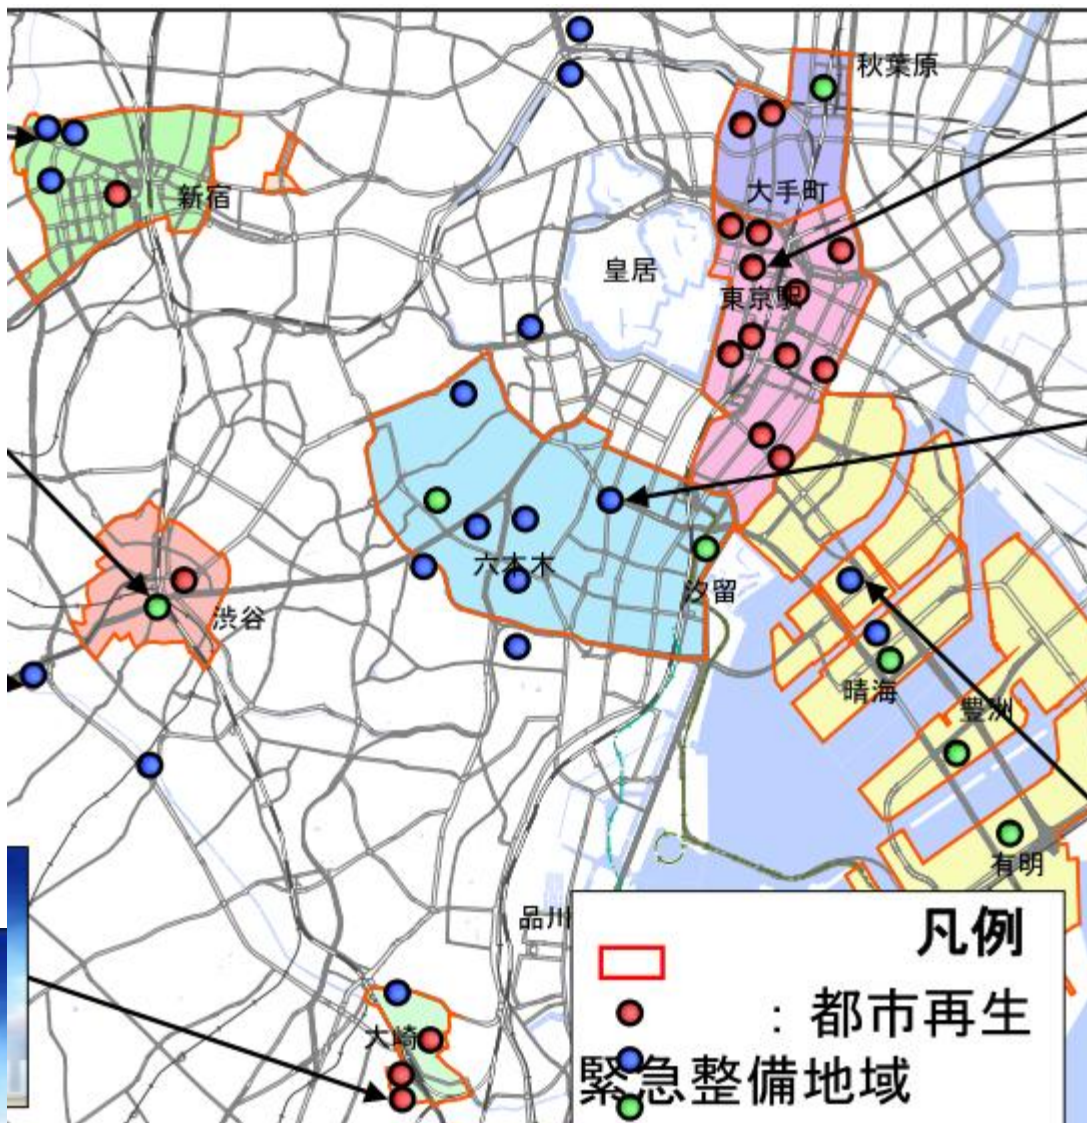 秋葉原
新宿
大手町
皇居
東京駅
六本木
汐留
渋谷
晴海
豊洲
有明
品川
大崎
凡例
：都市再生
緊急整備地域